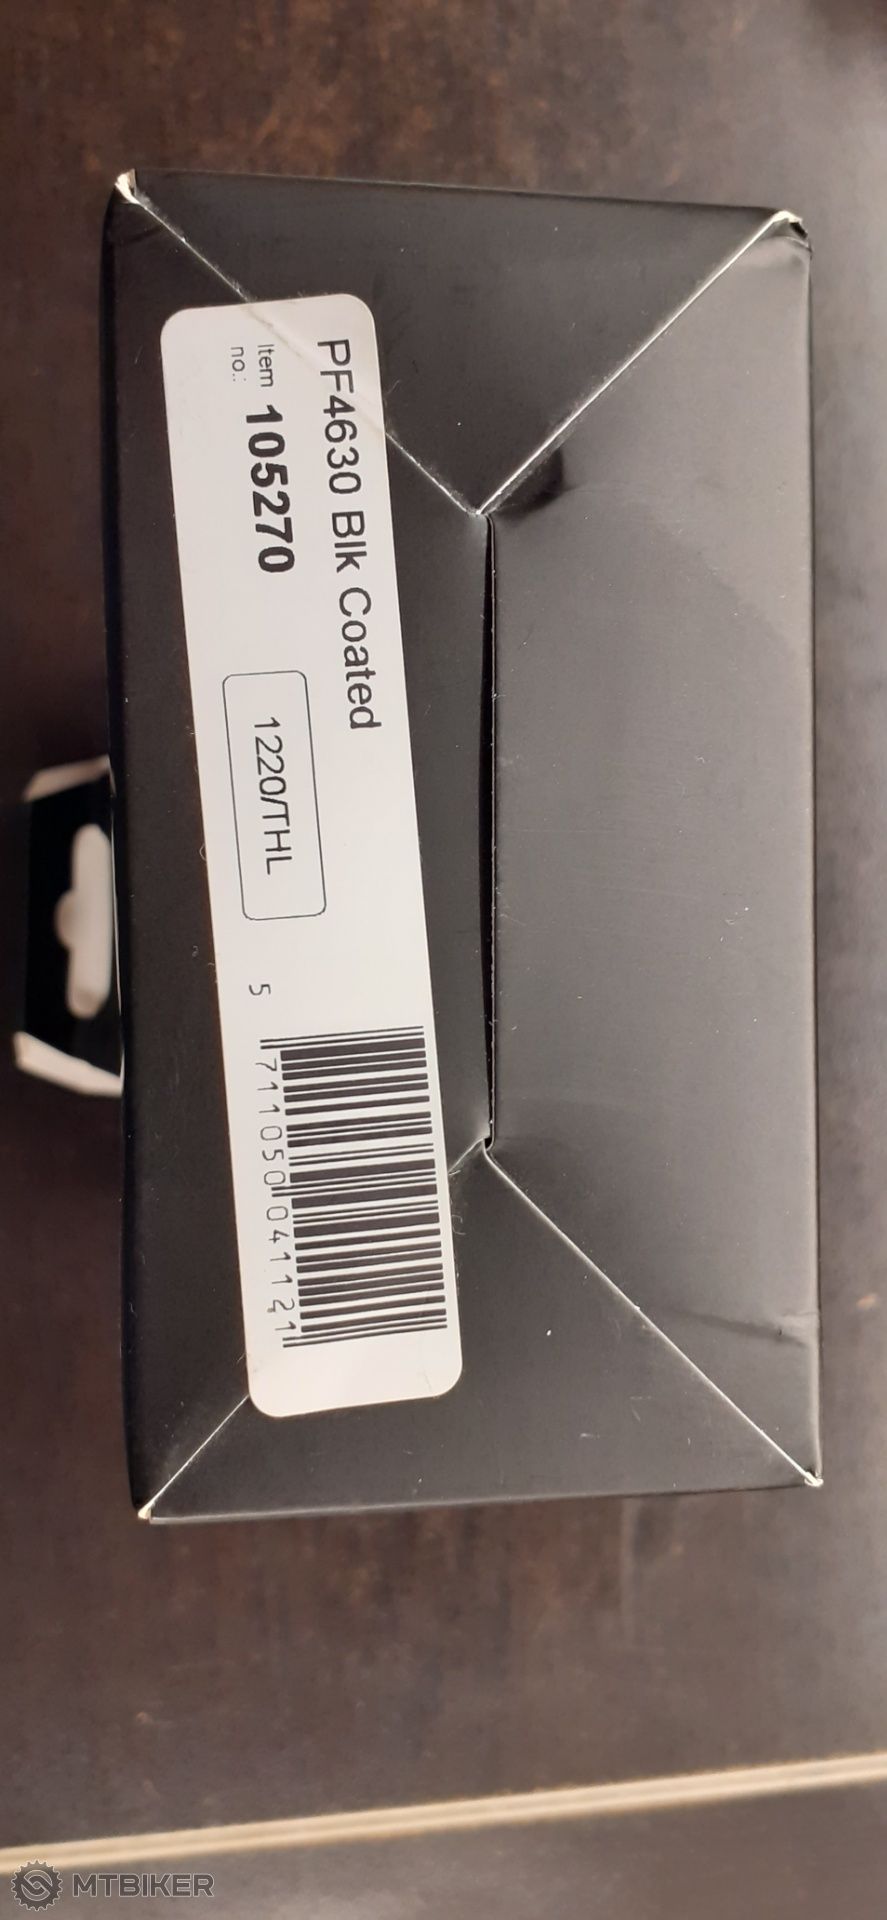 PF4630 Blk Coated
Item no.: 105270
1220/THL
5 711050 041121
MTBIKER